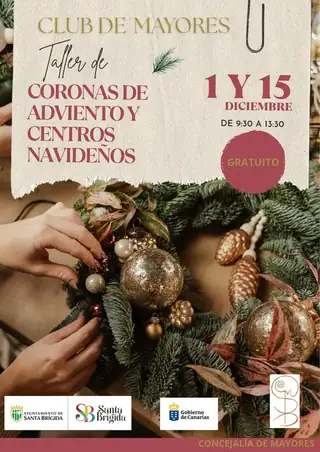 CLUB DE MAYORES
Taller de
CORONAS DE
ADVIENTO Y
CENTROS
NAVIDEÑOS
1 Y 15
DICIEMBRE
DE 9:30 A 13:30
GRATUITO
AYUNTAMIENTO DE
SANTA BRÍGIDA
SB
Santa
Brígida
Gobierno
de Canarias
CONCEJALÍA DE MAYORES